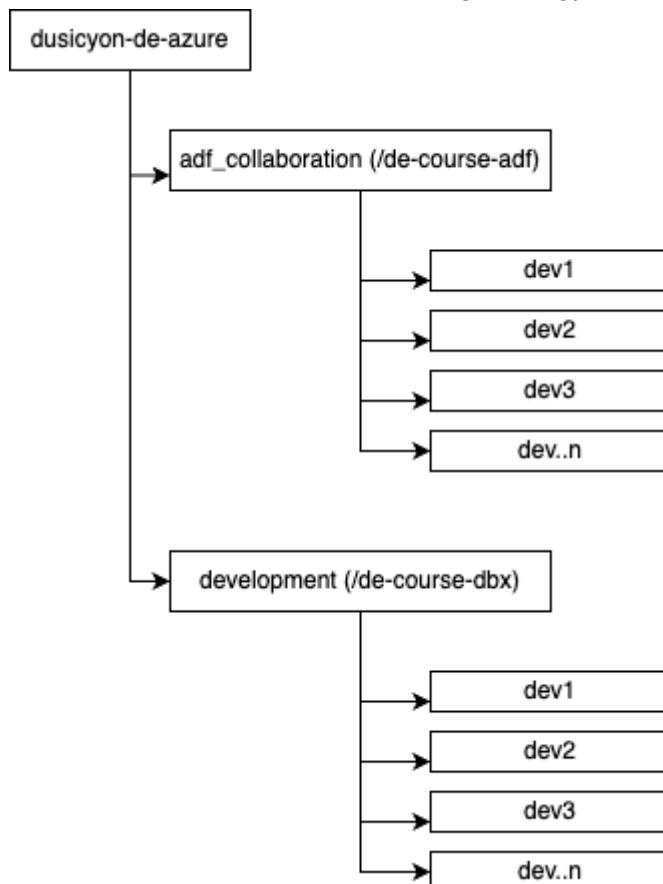 dusicyon-de-azure
adf_collaboration (/de-course-adf)
dev1
dev2
dev3
dev..n
development (/de-course-dbx)
dev1
dev2
dev3
dev..n